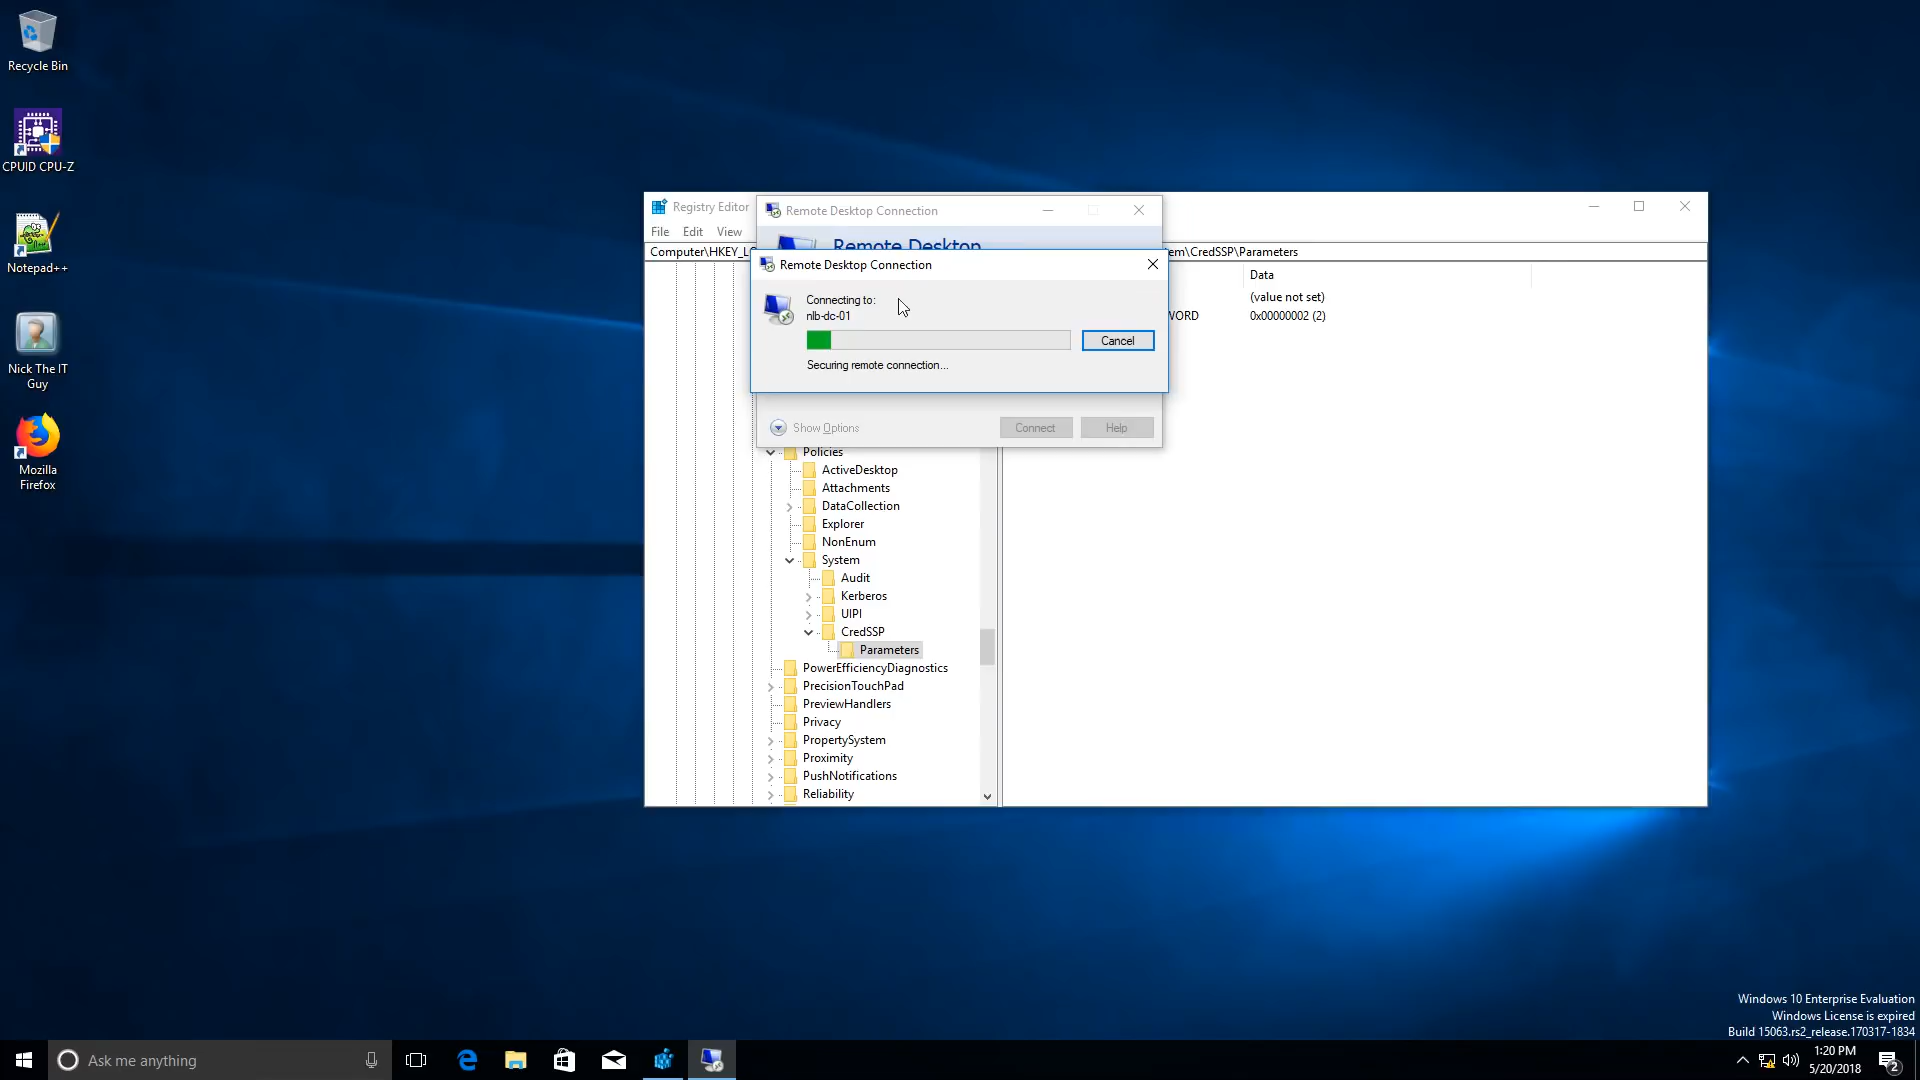 Recycle Bin
CPUID CPU-Z
Notepad++
Nick The IT
Guy
Mozilla
Firefox
Registry Editor
File Edit View
Computer\HKEY_L
em\CredSSP\Parameters
Remote Desktop Connection
Remote Desktop
Remote Desktop Connection
Connecting to:
nlb-dc-01
Cancel
Securing remote connection...
Show Options
Connect
Help
Data
(value not set)
WORD 0x00000002 (2)
Policies
ActiveDesktop
Attachments
DataCollection
Explorer
NonEnum
System
Audit
Kerberos
UIPI
CredSSP
Parameters
PowerEfficiencyDiagnostics
PrecisionTouchPad
PreviewHandlers
Privacy
PropertySystem
Proximity
PushNotifications
Reliability
Windows 10 Enterprise Evaluation
Windows License is expired
Build 15063.rs2_release.170317-1834
Ask me anything
1:20 PM
5/20/2018
2